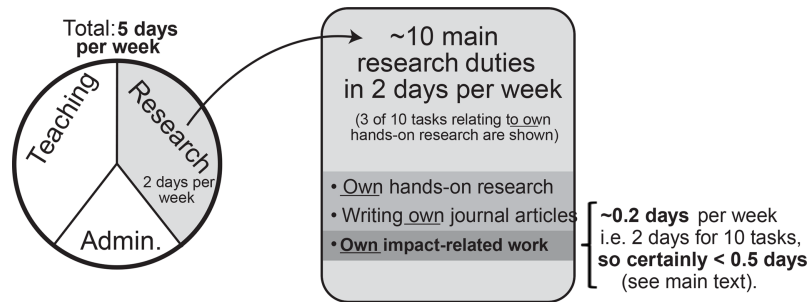 Total: 5 days
per week
Teaching
Research
2 days per
week
Admin.
~10 main
research duties
in 2 days per week
(3 of 10 tasks relating to own
hands-on research are shown)
• Own hands-on research
• Writing own journal articles
• Own impact-related work
~0.2 days per week
i.e. 2 days for 10 tasks,
so certainly < 0.5 days
(see main text).